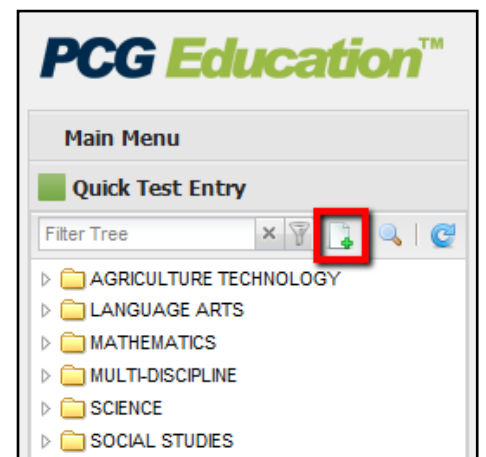 PCG Education™
Main Menu
Quick Test Entry
Filter Tree
AGRICULTURE TECHNOLOGY
LANGUAGE ARTS
MATHEMATICS
MULTI-DISCIPLINE
SCIENCE
SOCIAL STUDIES